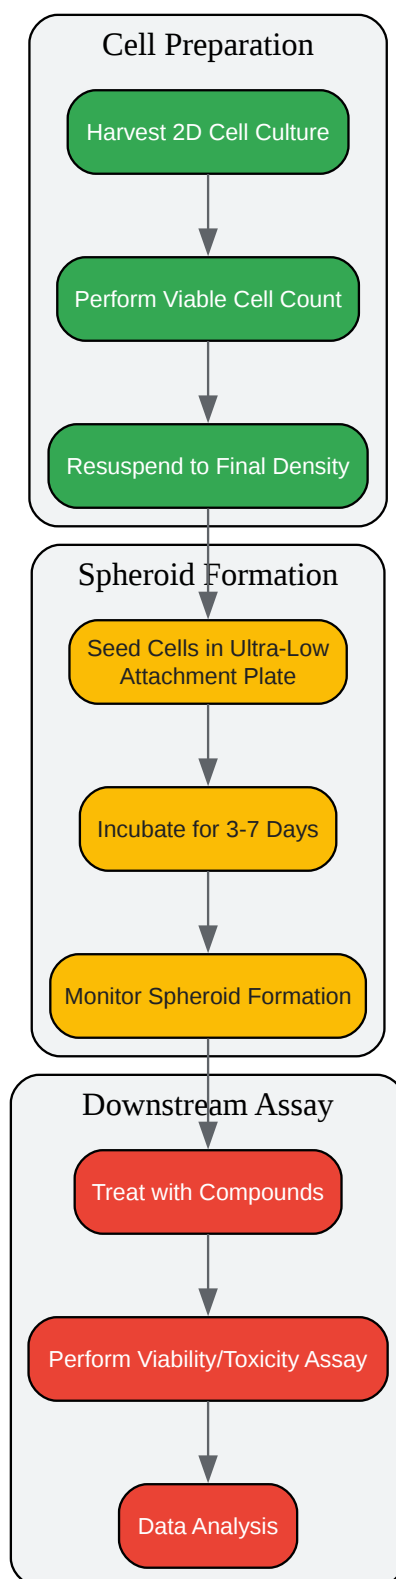 Cell Preparation
Harvest 2D Cell Culture
Perform Viable Cell Count
Resuspend to Final Density
Spheroid Formation
Seed Cells in Ultra-Low
Attachment Plate
Incubate for 3-7 Days
Monitor Spheroid Formation
Downstream Assay
Treat with Compounds
Perform Viability/Toxicity Assay
Data Analysis